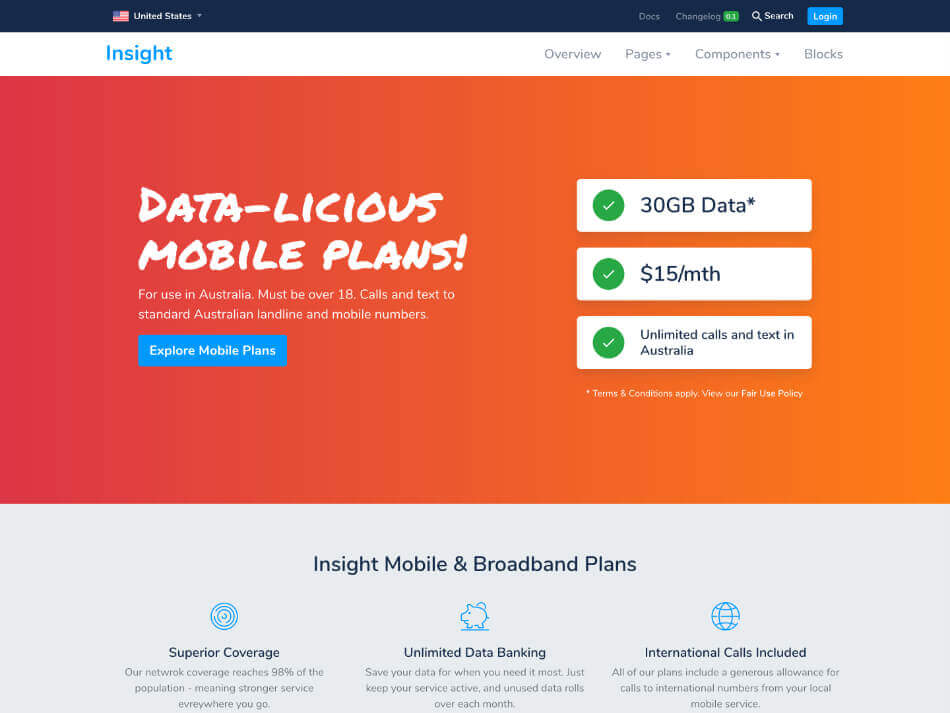 United States
Docs
Changelog 0.1
Search
Login
Insight
Overview
Pages
Components
Blocks
Data-licious
mobile plans!
For use in Australia. Must be over 18. Calls and text to
standard Australian landline and mobile numbers.
Explore Mobile Plans
30GB Data*
$15/mth
Unlimited calls and text in
Australia
* Terms & Conditions apply. View our Fair Use Policy
Insight Mobile & Broadband Plans
Superior Coverage
Our netwrok coverage reaches 98% of the
population - meaning stronger service
evreywhere you go.
Unlimited Data Banking
Save your data for when you need it most. Just
keep your service active, and unused data rolls
over each month.
International Calls Included
All of our plans include a generous allowance for
calls to international numbers from your local
mobile service.